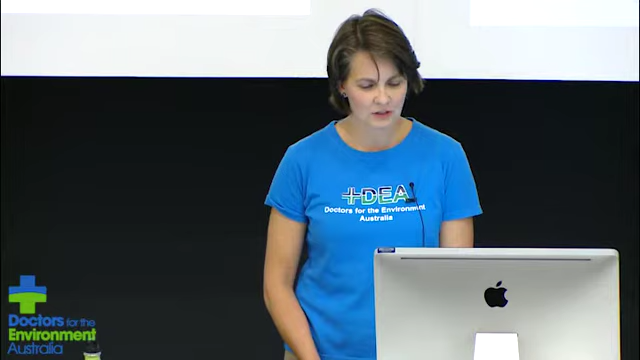 +DEA
Doctors for the Environment
Australia
Doctors for the
Environment
Australia